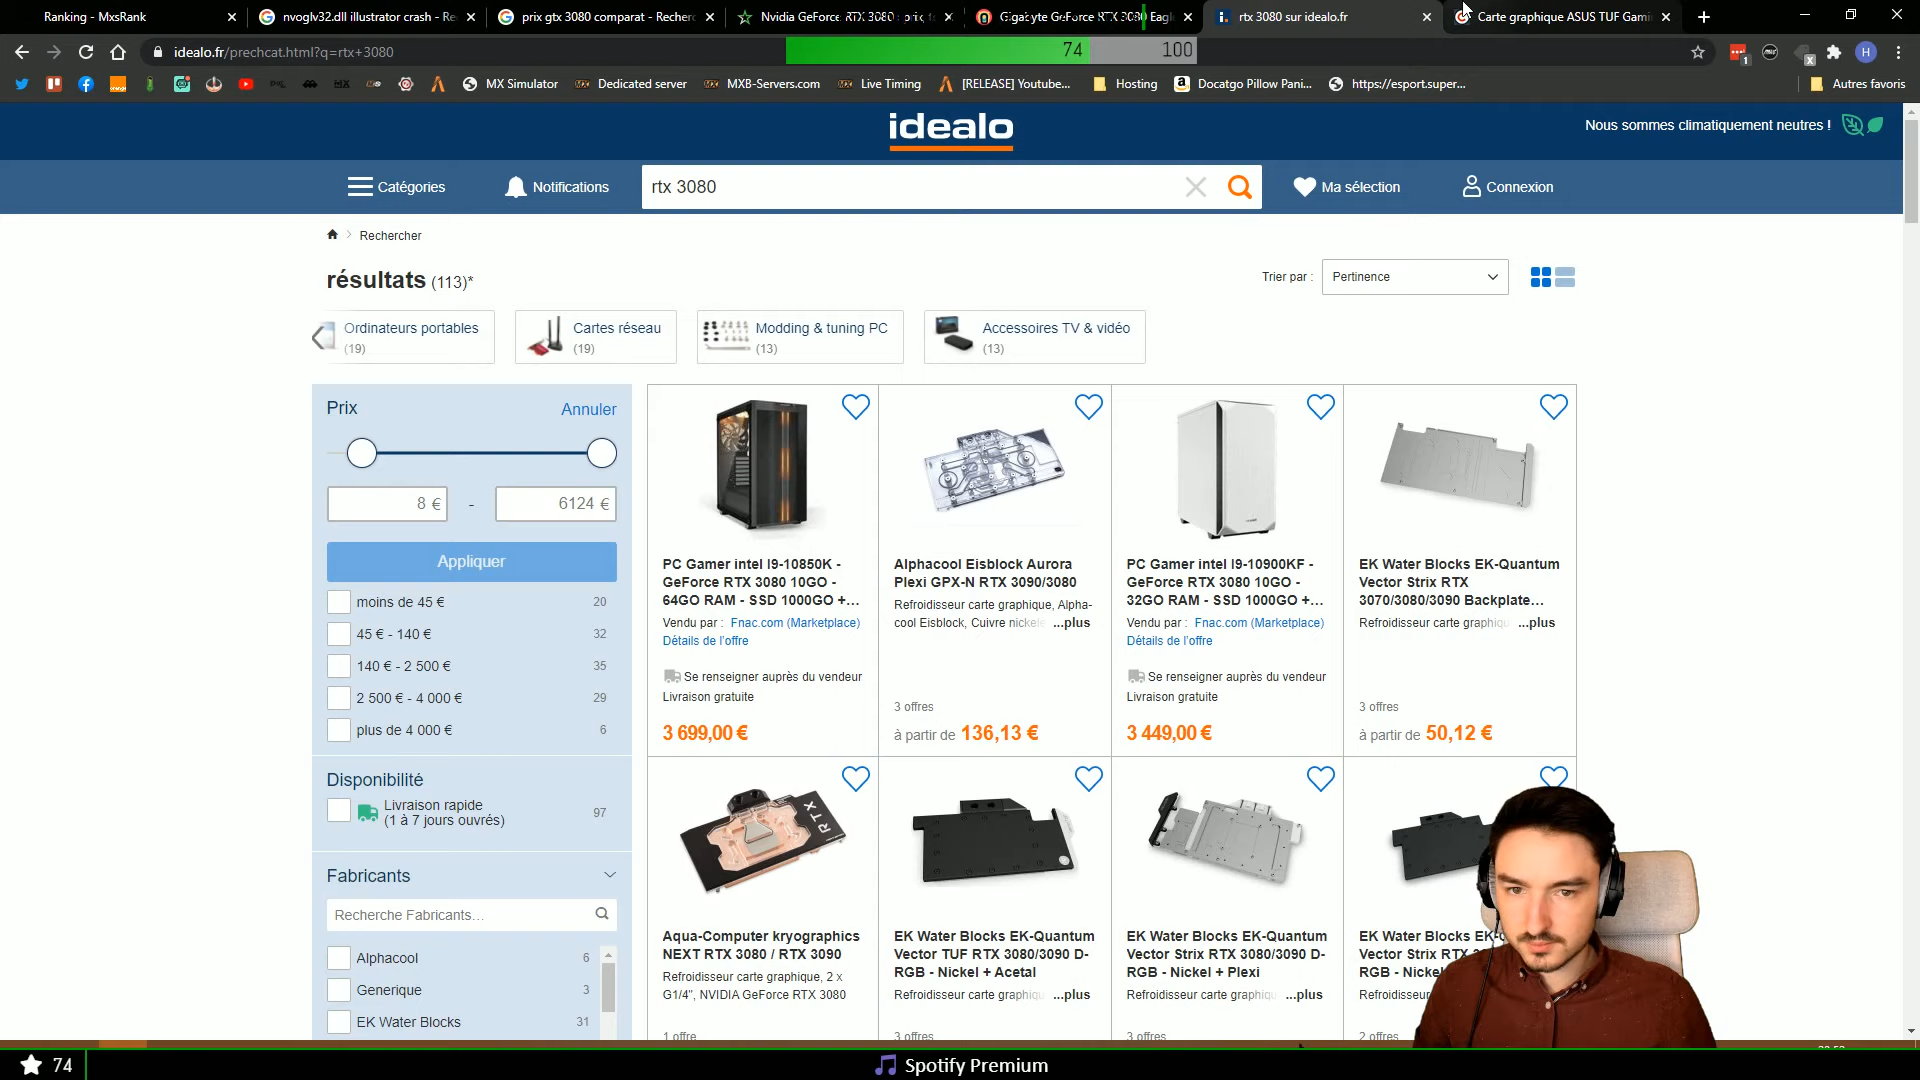 Ranking - MxsRank
nvoglv32.dll illustrator crash - Re
prix gtx 3080 comparat - Recher
Nvidia GeForce RTX 3080 : prix, f
Gigabyte GeForce RTX 3080 Eagl
rtx 3080 sur idealo.fr
Carte graphique ASUS TUF Gami
idealo.fr/prechcat.html?q=rtx+3080
74
100
1
H
MX Simulator
Dedicated server
MXB-Servers.com
Live Timing
[RELEASE] Youtube...
Hosting
Docatgo Pillow Pani...
https://esport.super...
Autres favoris
idealo
Nous sommes climatiquement neutres !
Catégories
Notifications
rtx 3080
Ma sélection
Connexion
Rechercher
résultats (113)*
Trier par :
Pertinence
Ordinateurs portables
(19)
Cartes réseau
(19)
Modding & tuning PC
(13)
Accessoires TV & vidéo
(13)
Prix
Annuler
8 €
-
6124 €
Appliquer
moins de 45 € 20
45 € - 140 € 32
140 € - 2 500 € 35
2 500 € - 4 000 € 29
plus de 4 000 € 6
Disponibilité
Livraison rapide
(1 à 7 jours ouvrés)
97
Fabricants
Recherche Fabricants...
Alphacool 6
Generique 3
EK Water Blocks 31
PC Gamer intel I9-10850K -
GeForce RTX 3080 10GO -
64GO RAM - SSD 1000GO +...
Vendu par : Fnac.com (Marketplace)
Détails de l'offre
Se renseigner auprès du vendeur
Livraison gratuite
3 699,00 €
Alphacool Eisblock Aurora
Plexi GPX-N RTX 3090/3080
Refroidisseur carte graphique, Alpha-
cool Eisblock, Cuivre nickelé ...plus
3 offres
à partir de 136,13 €
PC Gamer intel I9-10900KF -
GeForce RTX 3080 10GO -
32GO RAM - SSD 1000GO +...
Vendu par : Fnac.com (Marketplace)
Détails de l'offre
Se renseigner auprès du vendeur
Livraison gratuite
3 449,00 €
EK Water Blocks EK-Quantum
Vector Strix RTX
3070/3080/3090 Backplate...
Refroidisseur carte graphiqu ...plus
3 offres
à partir de 50,12 €
RTX
Aqua-Computer kryographics
NEXT RTX 3080 / RTX 3090
Refroidisseur carte graphique, 2 x
G1/4", NVIDIA GeForce RTX 3080
1 offre
EK Water Blocks EK-Quantum
Vector TUF RTX 3080/3090 D-
RGB - Nickel + Acetal
Refroidisseur carte graphiqu ...plus
3 offres
EK Water Blocks EK-Quantum
Vector Strix RTX 3080/3090 D-
RGB - Nickel + Plexi
Refroidisseur carte graphiqu ...plus
3 offres
EK Water Blocks EK-
Vector Strix RTX
RGB - Nickel
Refroidisseur
2 offres
74
Spotify Premium